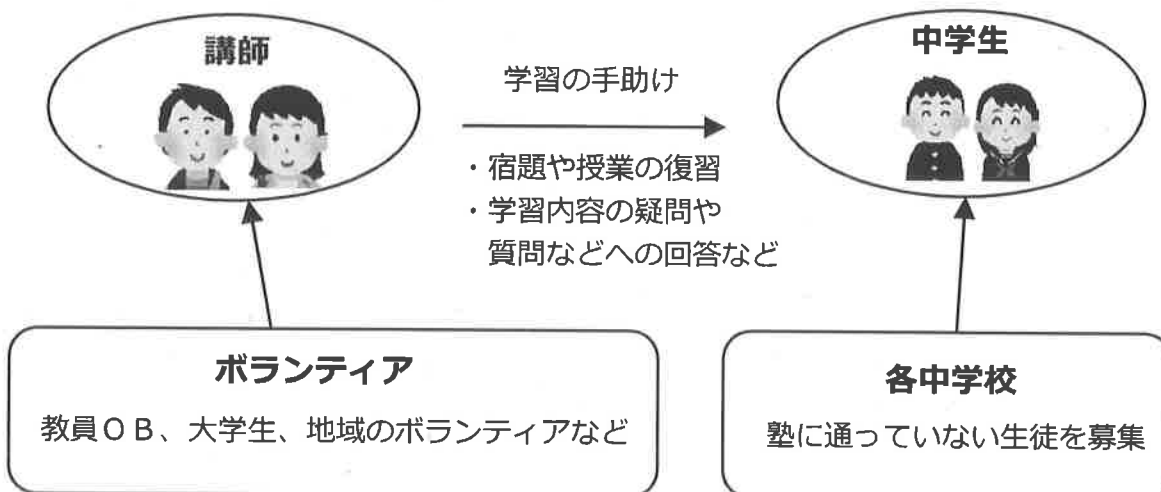 講師
中学生
学習の手助け
・宿題や授業の復習
・学習内容の疑問や
質問などへの回答など
ボランティア
教員ＯＢ、大学生、地域のボランティアなど
各中学校
塾に通っていない生徒を募集